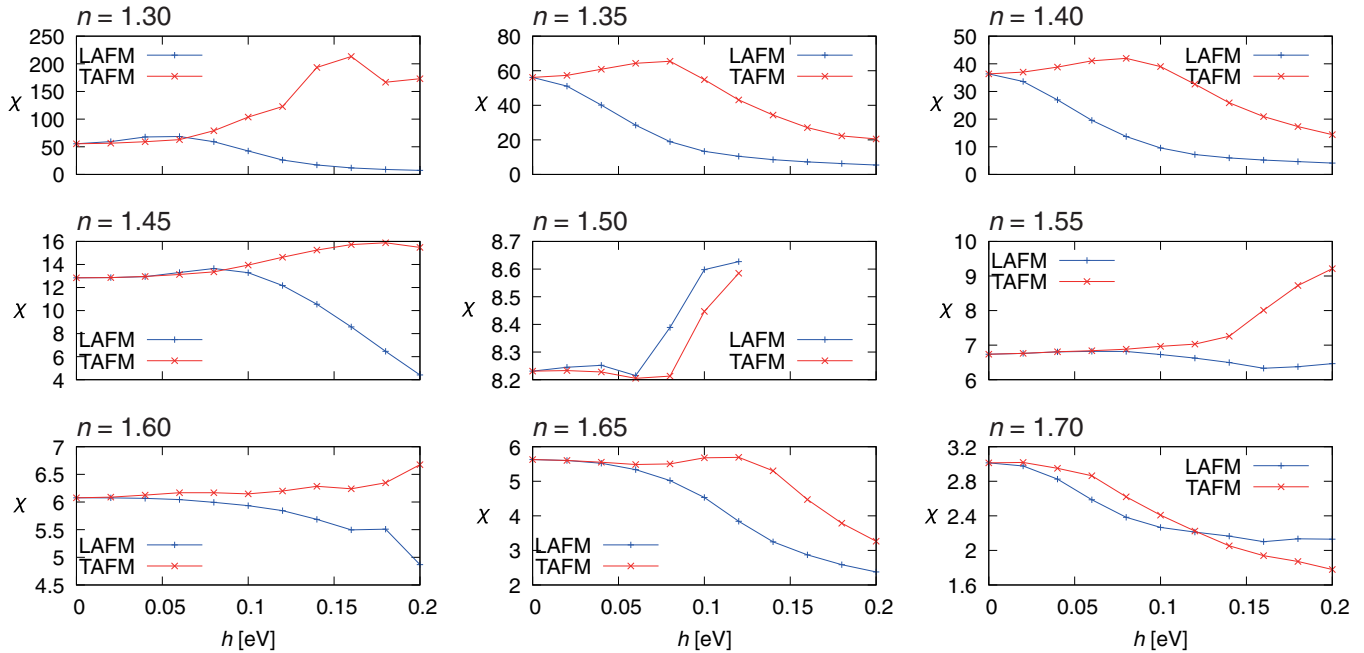 n = 1.30
250
200
150
100
50
0
χ
LAFM
TAFM
n = 1.35
80
60
40
20
0
χ
LAFM
TAFM
n = 1.40
50
40
30
20
10
0
χ
LAFM
TAFM
n = 1.45
16
14
12
10
8
6
4
χ
LAFM
TAFM
n = 1.50
8.7
8.6
8.5
8.4
8.3
8.2
χ
LAFM
TAFM
n = 1.55
10
9
8
7
6
χ
LAFM
TAFM
n = 1.60
7
6.5
6
5.5
5
4.5
χ
LAFM
TAFM
0 0.05 0.1 0.15 0.2
h [eV]
n = 1.65
6
5
4
3
2
χ
LAFM
TAFM
0 0.05 0.1 0.15 0.2
h [eV]
n = 1.70
3.2
2.8
2.4
2
1.6
χ
LAFM
TAFM
0 0.05 0.1 0.15 0.2
h [eV]